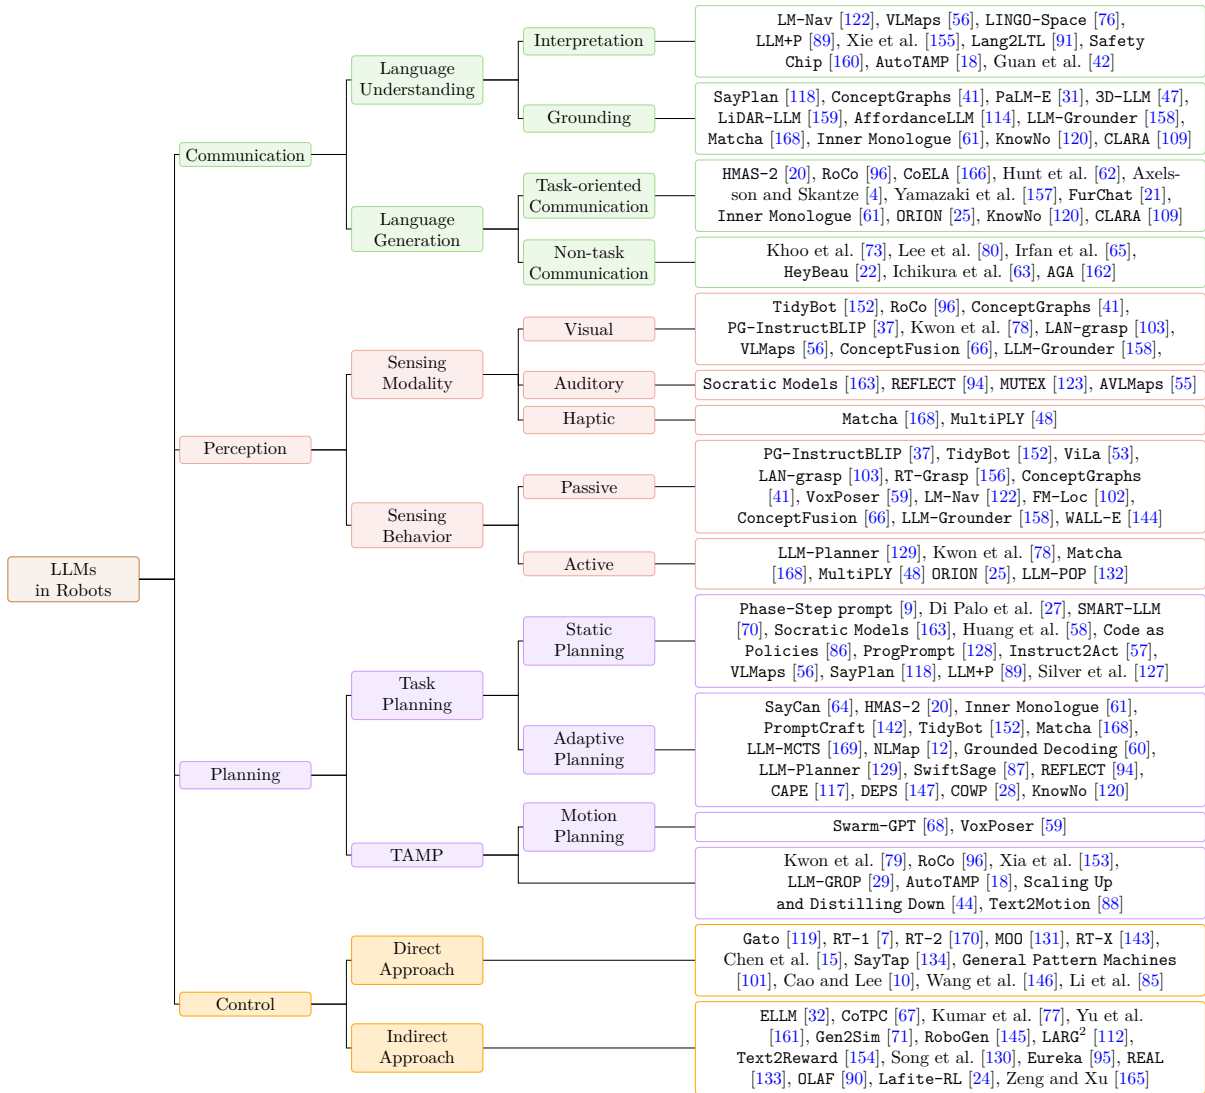 LLMs
in Robots
Communication
Language
Understanding
Interpretation
LM-Nav [122], VLMaps [56], LINGO-Space [76],
LLM+P [89], Xie et al. [155], Lang2LTL [91], Safety
Chip [160], AutoTAMP [18], Guan et al. [42]
Grounding
SayPlan [118], ConceptGraphs [41], PaLM-E [31], 3D-LLM [47],
LiDAR-LLM [159], AffordanceLLM [114], LLM-Grounder [158],
Matcha [168], Inner Monologue [61], KnowNo [120], CLARA [109]
Language
Generation
Task-oriented
Communication
HMAS-2 [20], RoCo [96], CoELA [166], Hunt et al. [62], Axels-
son and Skantze [4], Yamazaki et al. [157], FurChat [21],
Inner Monologue [61], ORION [25], KnowNo [120], CLARA [109]
Non-task
Communication
Khoo et al. [73], Lee et al. [80], Irfan et al. [65],
HeyBeau [22], Ichikura et al. [63], AGA [162]
Perception
Sensing
Modality
Visual
TidyBot [152], RoCo [96], ConceptGraphs [41],
PG-InstructBLIP [37], Kwon et al. [78], LAN-grasp [103],
VLMaps [56], ConceptFusion [66], LLM-Grounder [158],
Auditory
Socratic Models [163], REFLECT [94], MUTEX [123], AVLMaps [55]
Haptic
Matcha [168], MultiPLY [48]
Sensing
Behavior
Passive
PG-InstructBLIP [37], TidyBot [152], ViLa [53],
LAN-grasp [103], RT-Grasp [156], ConceptGraphs
[41], VoxPoser [59], LM-Nav [122], FM-Loc [102],
ConceptFusion [66], LLM-Grounder [158], WALL-E [144]
Active
LLM-Planner [129], Kwon et al. [78], Matcha
[168], MultiPLY [48] ORION [25], LLM-POP [132]
Planning
Task
Planning
Static
Planning
Phase-Step prompt [9], Di Palo et al. [27], SMART-LLM
[70], Socratic Models [163], Huang et al. [58], Code as
Policies [86], ProgPrompt [128], Instruct2Act [57],
VLMaps [56], SayPlan [118], LLM+P [89], Silver et al. [127]
Adaptive
Planning
SayCan [64], HMAS-2 [20], Inner Monologue [61],
PromptCraft [142], TidyBot [152], Matcha [168],
LLM-MCTS [169], NLMap [12], Grounded Decoding [60],
LLM-Planner [129], SwiftSage [87], REFLECT [94],
CAPE [117], DEPS [147], COWP [28], KnowNo [120]
TAMP
Motion
Planning
Swarm-GPT [68], VoxPoser [59]
Kwon et al. [79], RoCo [96], Xia et al. [153],
LLM-GROP [29], AutoTAMP [18], Scaling Up
and Distilling Down [44], Text2Motion [88]
Control
Direct
Approach
Gato [119], RT-1 [7], RT-2 [170], MOO [131], RT-X [143],
Chen et al. [15], SayTap [134], General Pattern Machines
[101], Cao and Lee [10], Wang et al. [146], Li et al. [85]
Indirect
Approach
ELLM [32], CoTPC [67], Kumar et al. [77], Yu et al.
[161], Gen2Sim [71], RoboGen [145], LARG² [112],
Text2Reward [154], Song et al. [130], Eureka [95], REAL
[133], OLAF [90], Lafite-RL [24], Zeng and Xu [165]